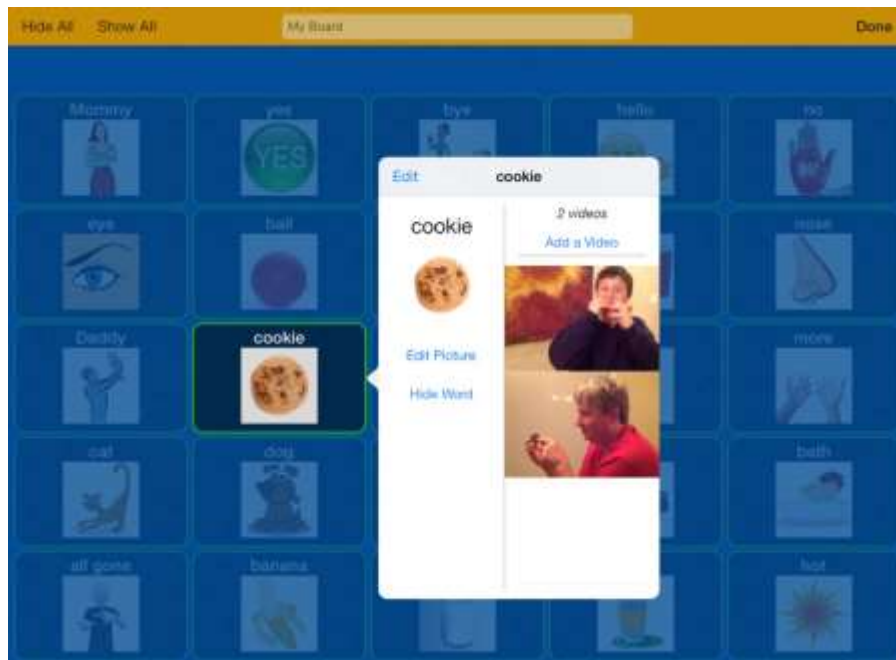 Hide All Show All My Board Done
Mommy yes bye hello no
YES
Edit cookie
eye ball nose
cookie 2 videos
Add a Video
Daddy cookie more
Edit Picture
Hide Word
cat dog bath
all gone banana hot